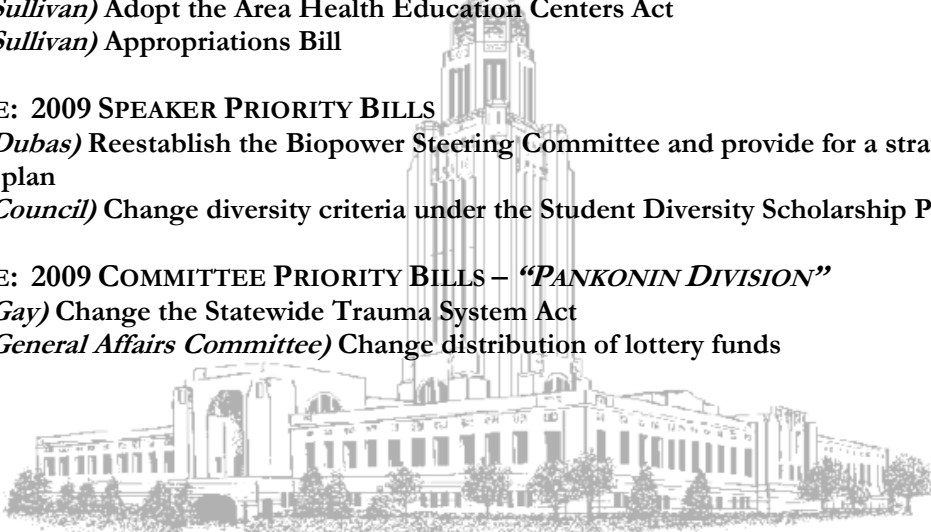 Sullivan) Adopt the Area Health Education Centers Act
Sullivan) Appropriations Bill
E: 2009 SPEAKER PRIORITY BILLS
Dubas) Reestablish the Biopower Steering Committee and provide for a stra
plan
Council) Change diversity criteria under the Student Diversity Scholarship P
E: 2009 COMMITTEE PRIORITY BILLS – “PANKONIN DIVISION”
Gay) Change the Statewide Trauma System Act
General Affairs Committee) Change distribution of lottery funds